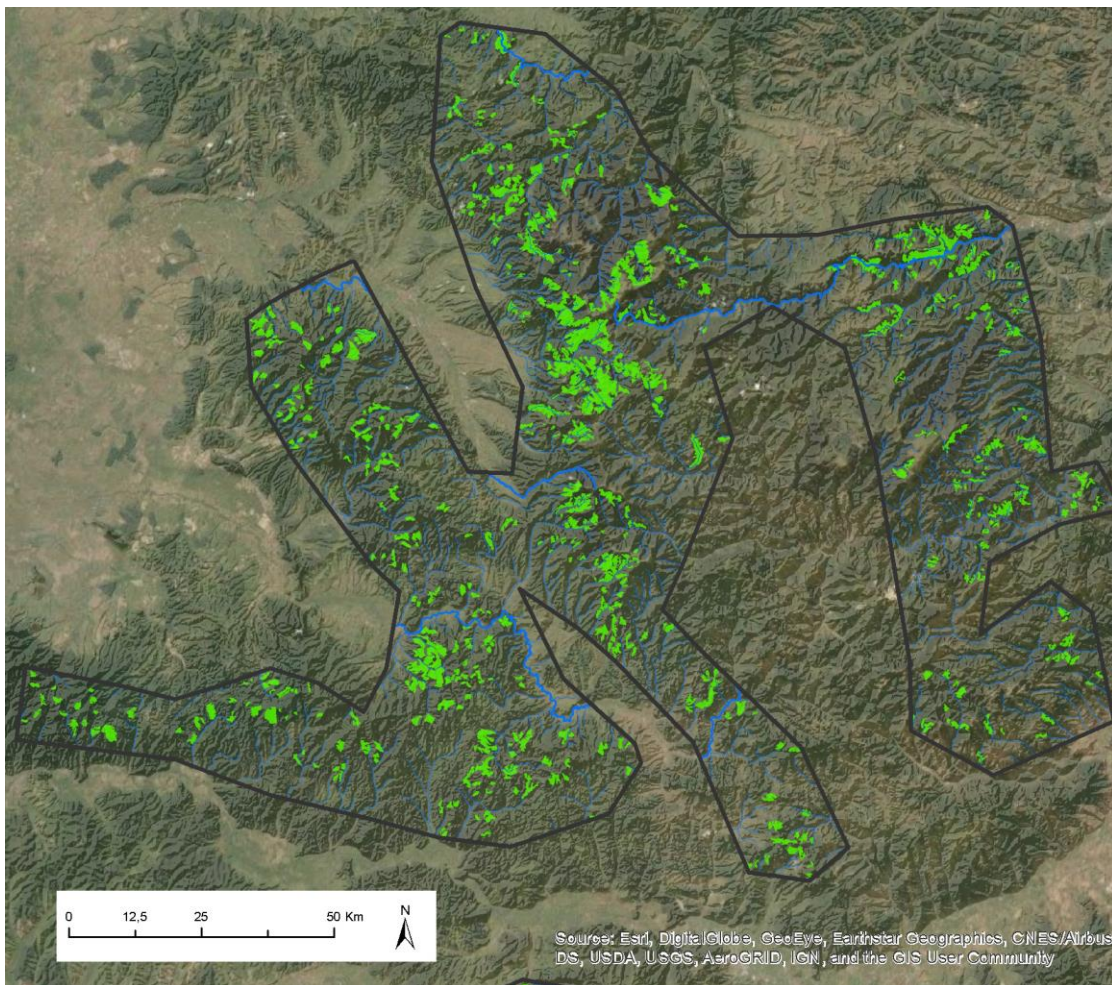 0 12,5 25 50 Km
N
Source: Esri, DigitalGlobe, GeoEye, Earthstar Geographics, CNES/Airbus
DS, USDA, USGS, AeroGRID, IGN, and the GIS User Community